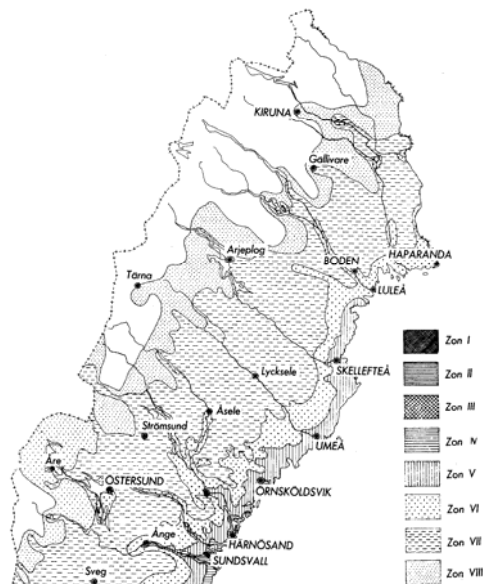 KIRUNA
Gällivare
Arjeplog
BODEN
HAPARANDA
Tärna
LULEÅ
SKELLEFTEÅ
Lycksele
Åsele
Strömsund
UMEÅ
Åre
ÖSTERSUND
ÖRNSKÖLDSVIK
Ånge
HÄRNÖSAND
SUNDSVALL
Sveg
Zon I
Zon II
Zon III
Zon IV
Zon V
Zon VI
Zon VII
Zon VIII